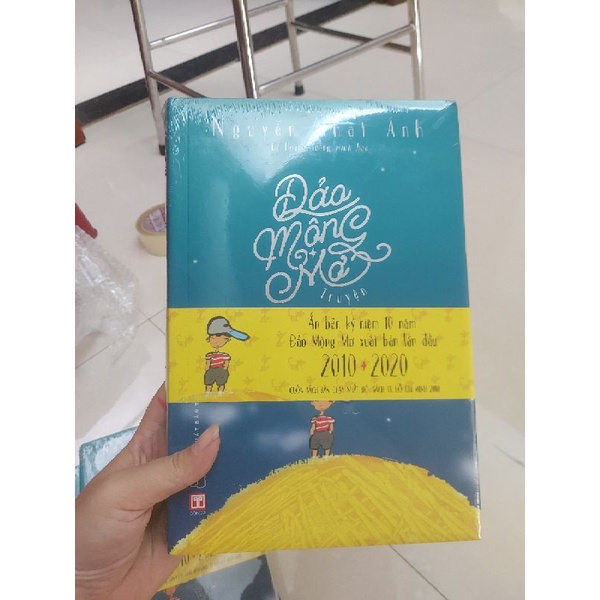 Nguyễn Nhật Ánh
Đảo
Mộng
Mơ
Truyện
Ấn bản kỷ niệm 10 năm
Đảo Mộng Mơ xuất bản lần đầu
2010 + 2020